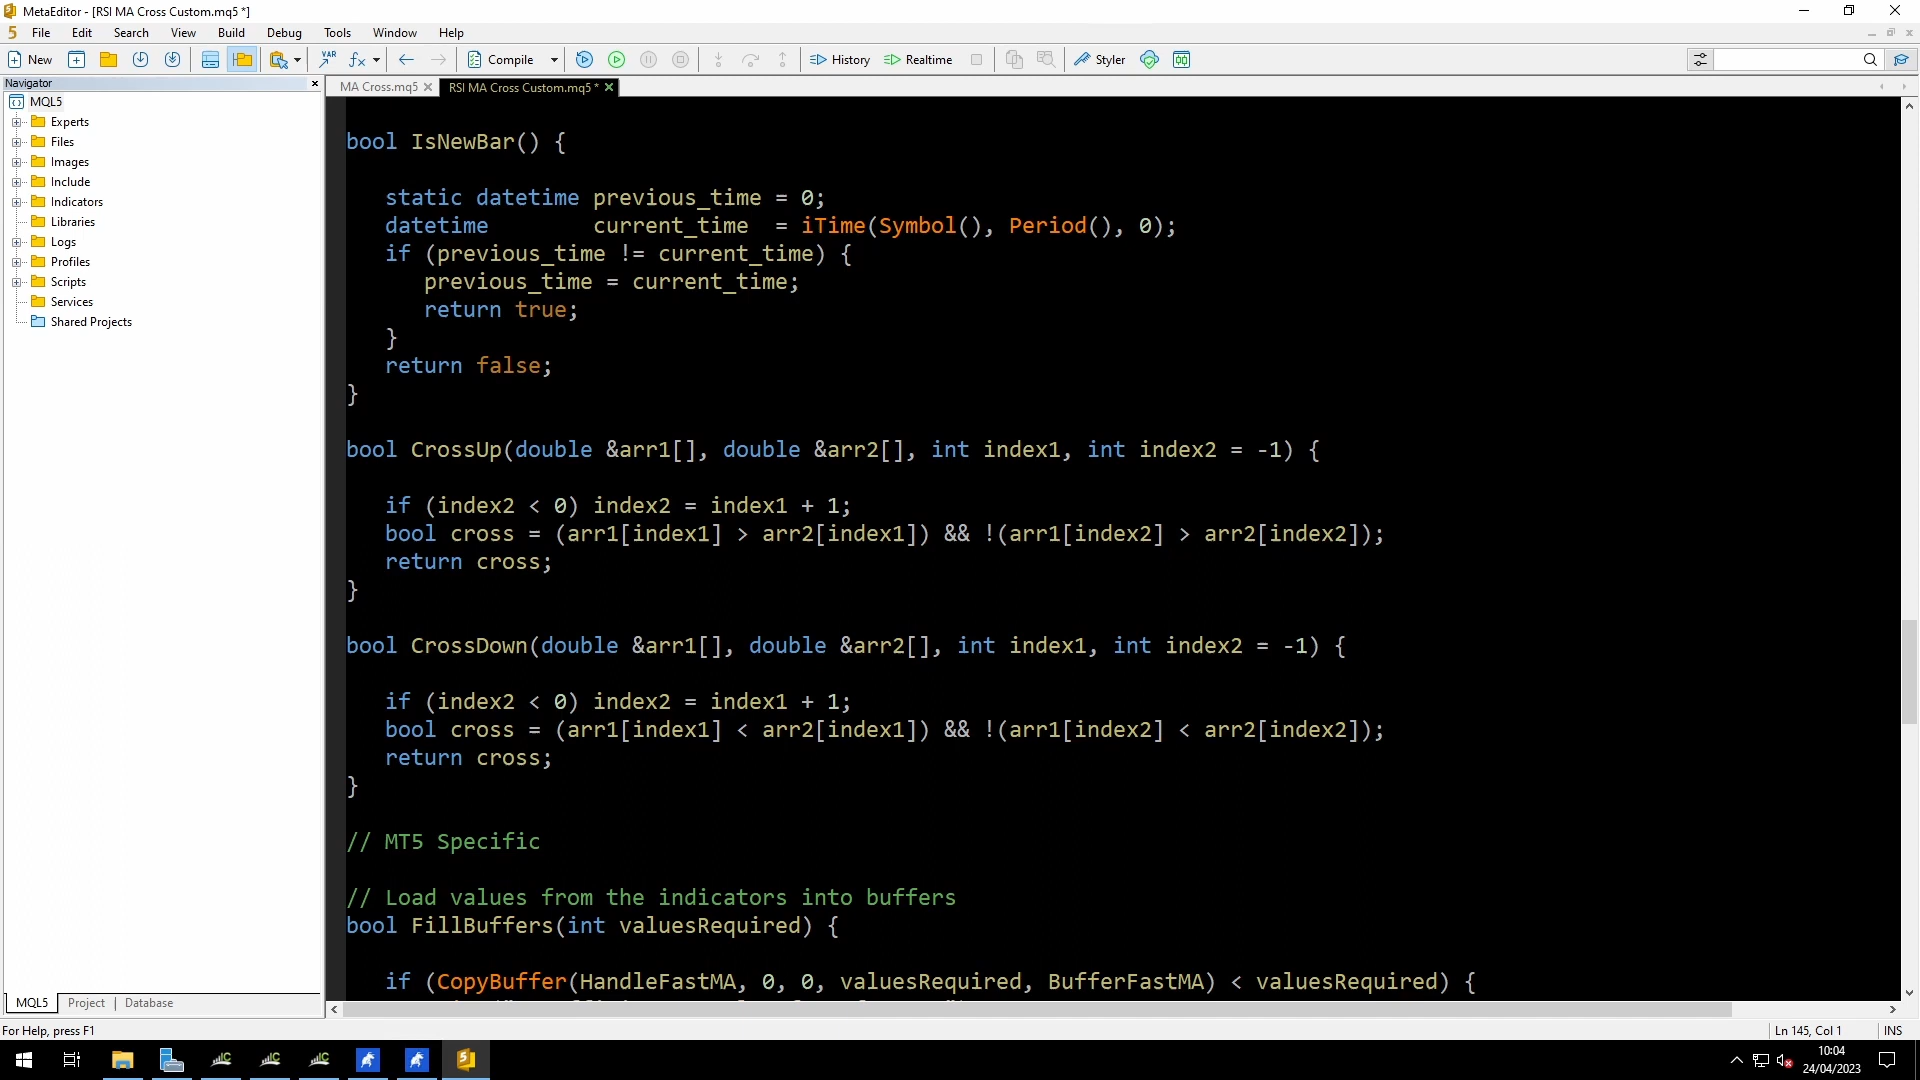 MetaEditor - [RSI MA Cross Custom.mq5 *]
5 File Edit Search View Build Debug Tools Window Help
New VAR fx Compile History Realtime Styler
Navigator ×
MA Cross.mq5 RSI MA Cross Custom.mq5 *
MQL5
Experts
Files
Images
Include
Indicators
Libraries
Logs
Profiles
Scripts
Services
Shared Projects
bool IsNewBar() {
static datetime previous_time = 0;
datetime current_time = iTime(Symbol(), Period(), 0);
if (previous_time != current_time) {
previous_time = current_time;
return true;
}
return false;
}
bool CrossUp(double &arr1[], double &arr2[], int index1, int index2 = -1) {
if (index2 < 0) index2 = index1 + 1;
bool cross = (arr1[index1] > arr2[index1]) && !(arr1[index2] > arr2[index2]);
return cross;
}
bool CrossDown(double &arr1[], double &arr2[], int index1, int index2 = -1) {
if (index2 < 0) index2 = index1 + 1;
bool cross = (arr1[index1] < arr2[index1]) && !(arr1[index2] < arr2[index2]);
return cross;
}
// MT5 Specific
// Load values from the indicators into buffers
bool FillBuffers(int valuesRequired) {
if (CopyBuffer(HandleFastMA, 0, 0, valuesRequired, BufferFastMA) < valuesRequired) {
MQL5 Project | Database
For Help, press F1
Ln 145, Col 1 INS
10:04
24/04/2023